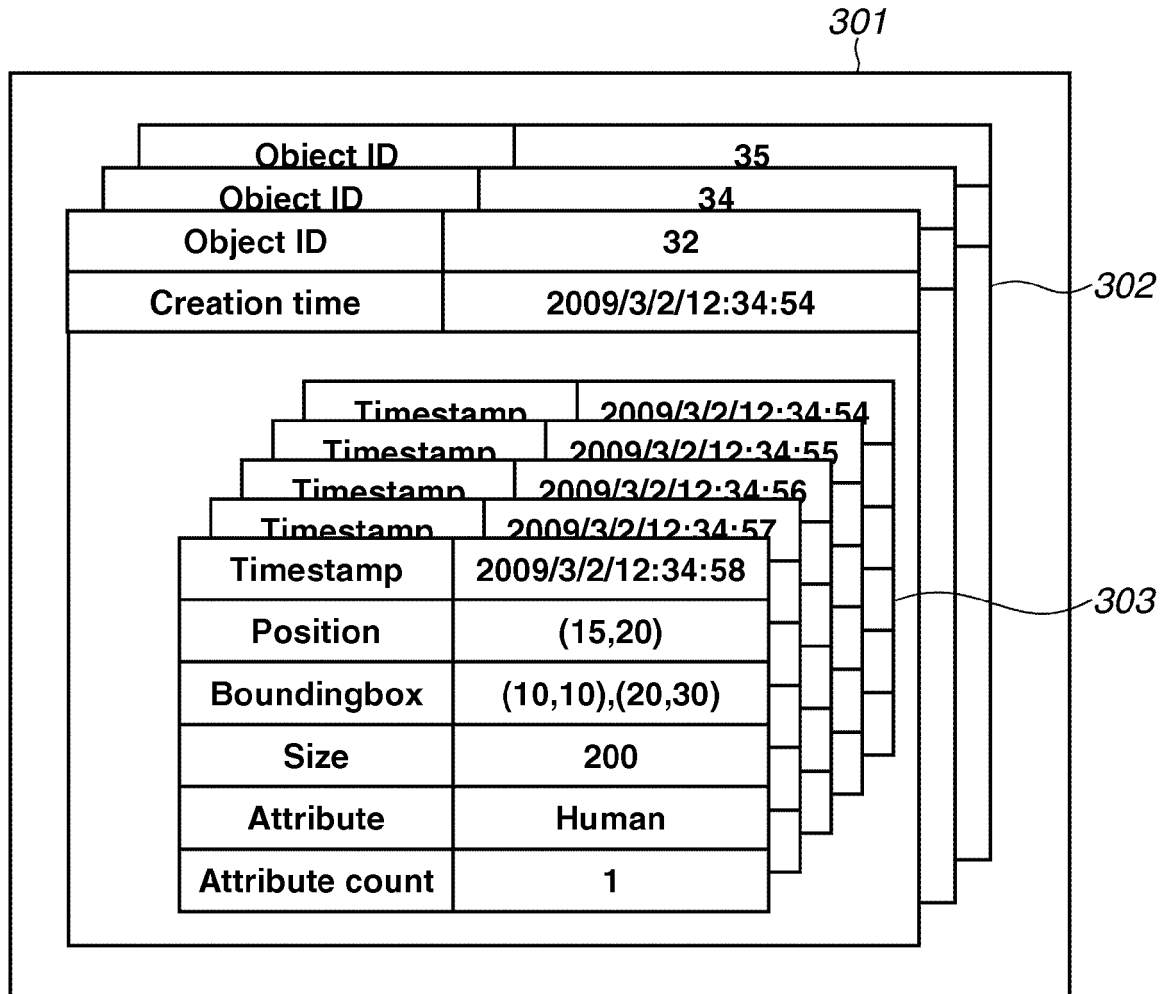 301
Object ID 35
Object ID 34
Object ID 32
Creation time 2009/3/2/12:34:54
302
Timestamp 2009/3/2/12:34:54
Timestamp 2009/3/2/12:34:55
Timestamp 2009/3/2/12:34:56
Timestamp 2009/3/2/12:34:57
Timestamp 2009/3/2/12:34:58
303
Position (15,20)
Boundingbox (10,10),(20,30)
Size 200
Attribute Human
Attribute count 1